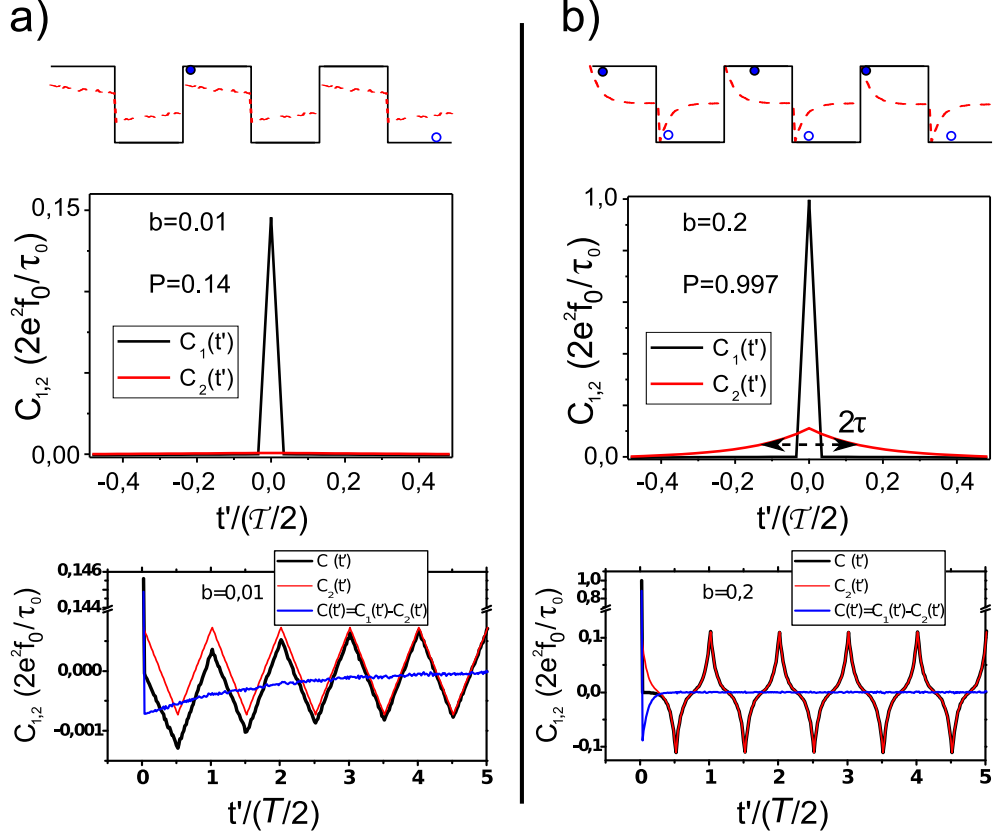 a)
0,15
0,00
C1,2 (2e²f0/τ0)
b=0.01
P=0.14
C1(t')
C2(t')
-0,4 -0,2 0,0 0,2 0,4
t'/(𝒯/2)
0,146
0,144
0,000
-0,001
C1,2 (2e²f0/τ0)
b=0,01
C (t')
C2(t')
C(t')=C1(t')-C2(t')
0 1 2 3 4 5
t'/(T/2)
b)
1,0
0,0
C1,2 (2e²f0/τ0)
b=0.2
P=0.997
C1(t')
C2(t')
2τ
-0,4 -0,2 0,0 0,2 0,4
t'/(𝒯/2)
1,0
0,8
0,1
0,0
-0,1
C1,2 (2e²f0/τ0)
b=0,2
C (t')
C2(t')
C(t')=C1(t')-C2(t')
0 1 2 3 4 5
t'/(T/2)